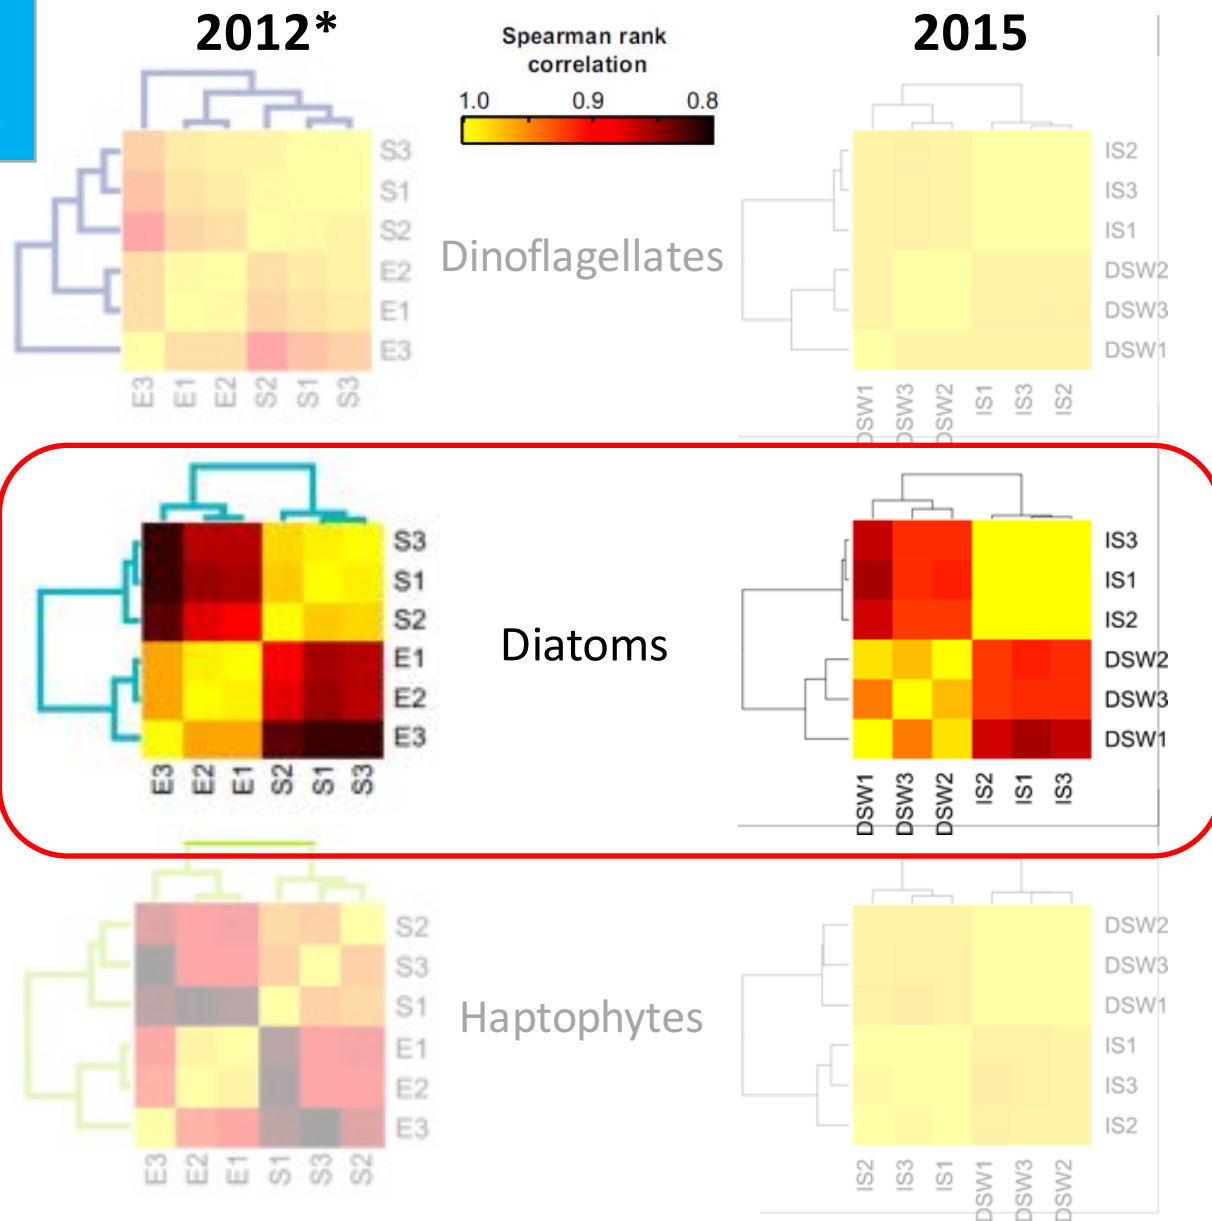 2012*
Spearman rank
correlation
1.0 0.9 0.8
2015
S3
S1
S2
E2
E1
E3
E3 E1 E2 S2 S1 S3
Dinoflagellates
IS2
IS3
IS1
DSW2
DSW3
DSW1
DSW1 DSW3 DSW2 IS1 IS3 IS2
S3
S1
S2
E1
E2
E3
E3 E2 E1 S2 S1 S3
Diatoms
IS3
IS1
IS2
DSW2
DSW3
DSW1
DSW1 DSW3 DSW2 IS2 IS1 IS3
S2
S3
S1
E1
E2
E3
E3 E2 E1 S1 S3 S2
Haptophytes
DSW2
DSW3
DSW1
IS1
IS3
IS2
IS2 IS3 IS1 DSW1 DSW3 DSW2